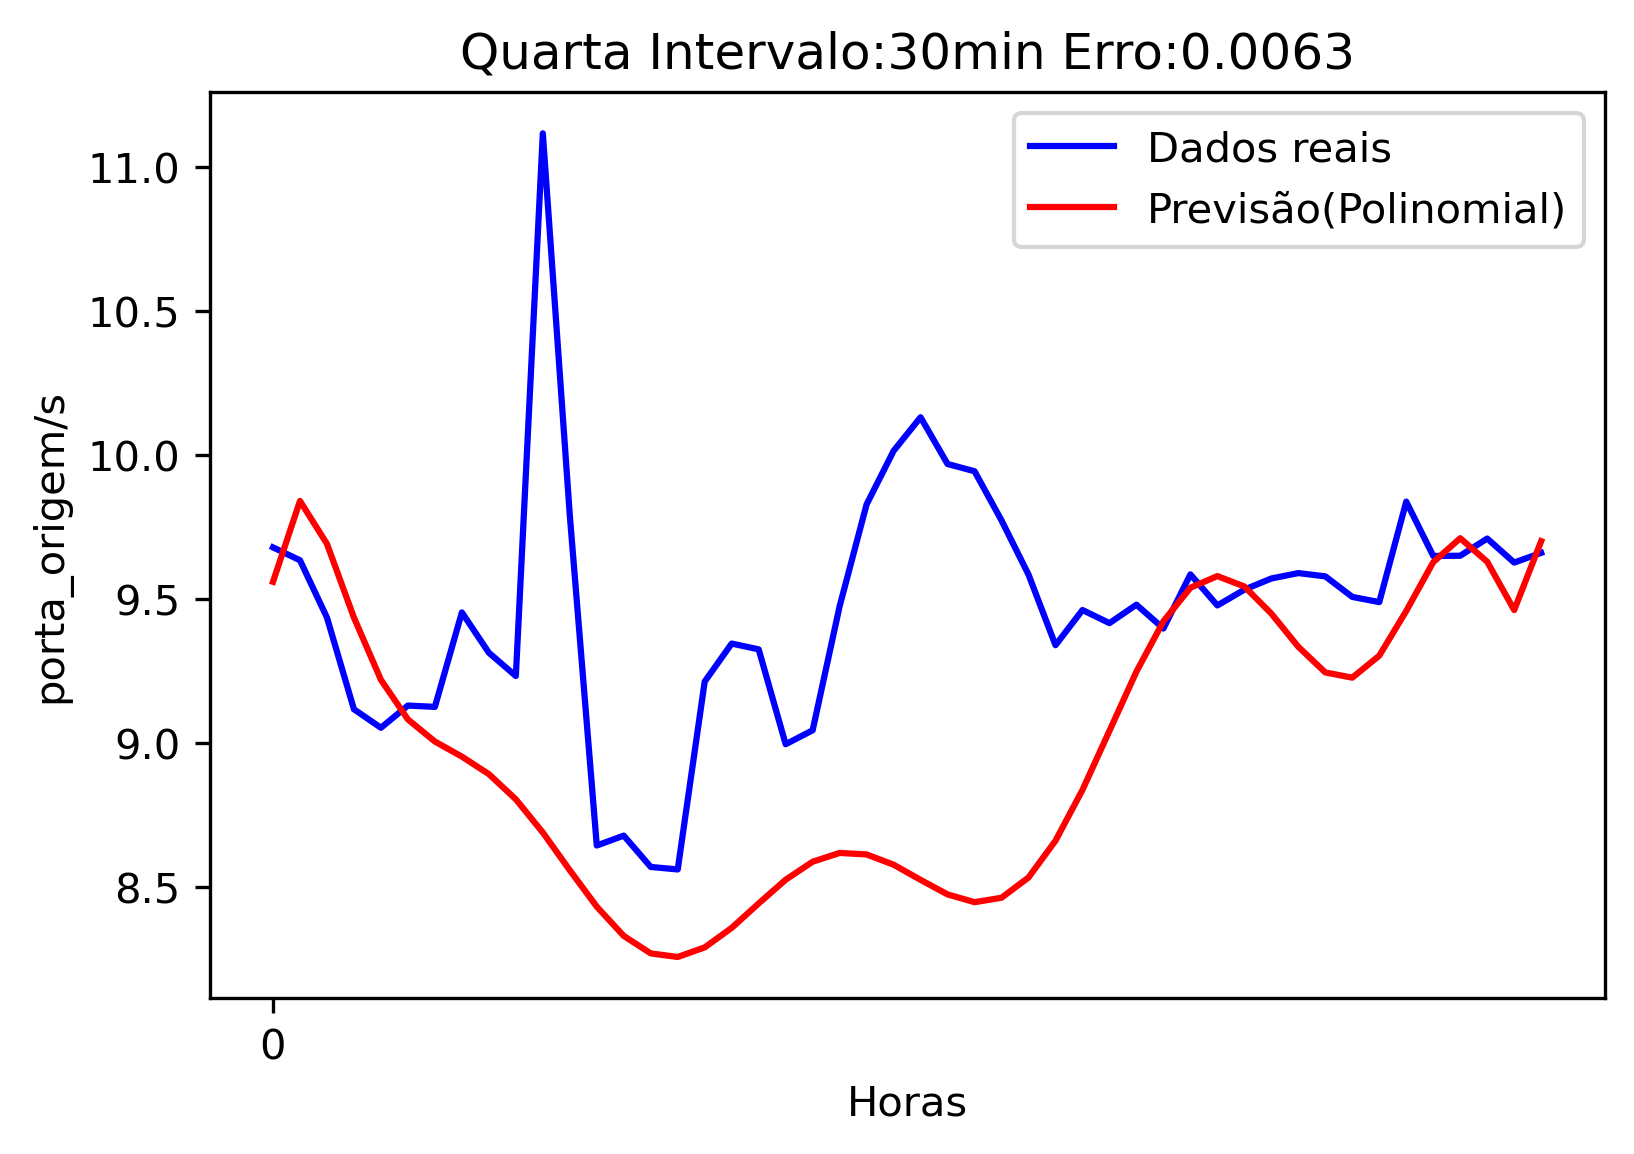 Quarta Intervalo:30min Erro:0.0063
Dados reais
Previsão(Polinomial)
11.0
10.5
10.0
9.5
9.0
8.5
porta_origem/s
0
Horas